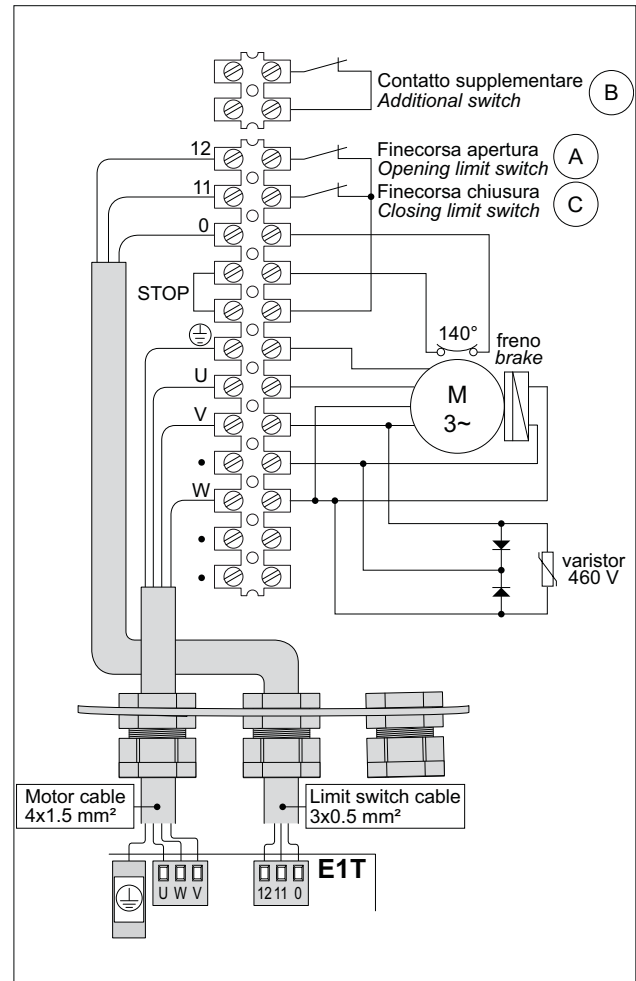 Contatto supplementare
Additional switch
B
12
Finecorsa apertura
Opening limit switch
A
11
Finecorsa chiusura
Closing limit switch
C
0
STOP
140°
freno
brake
U
M
3~
V
•
W
•
•
varistor
460 V
Motor cable
4x1.5 mm²
Limit switch cable
3x0.5 mm²
E1T
U W V
12 11 0